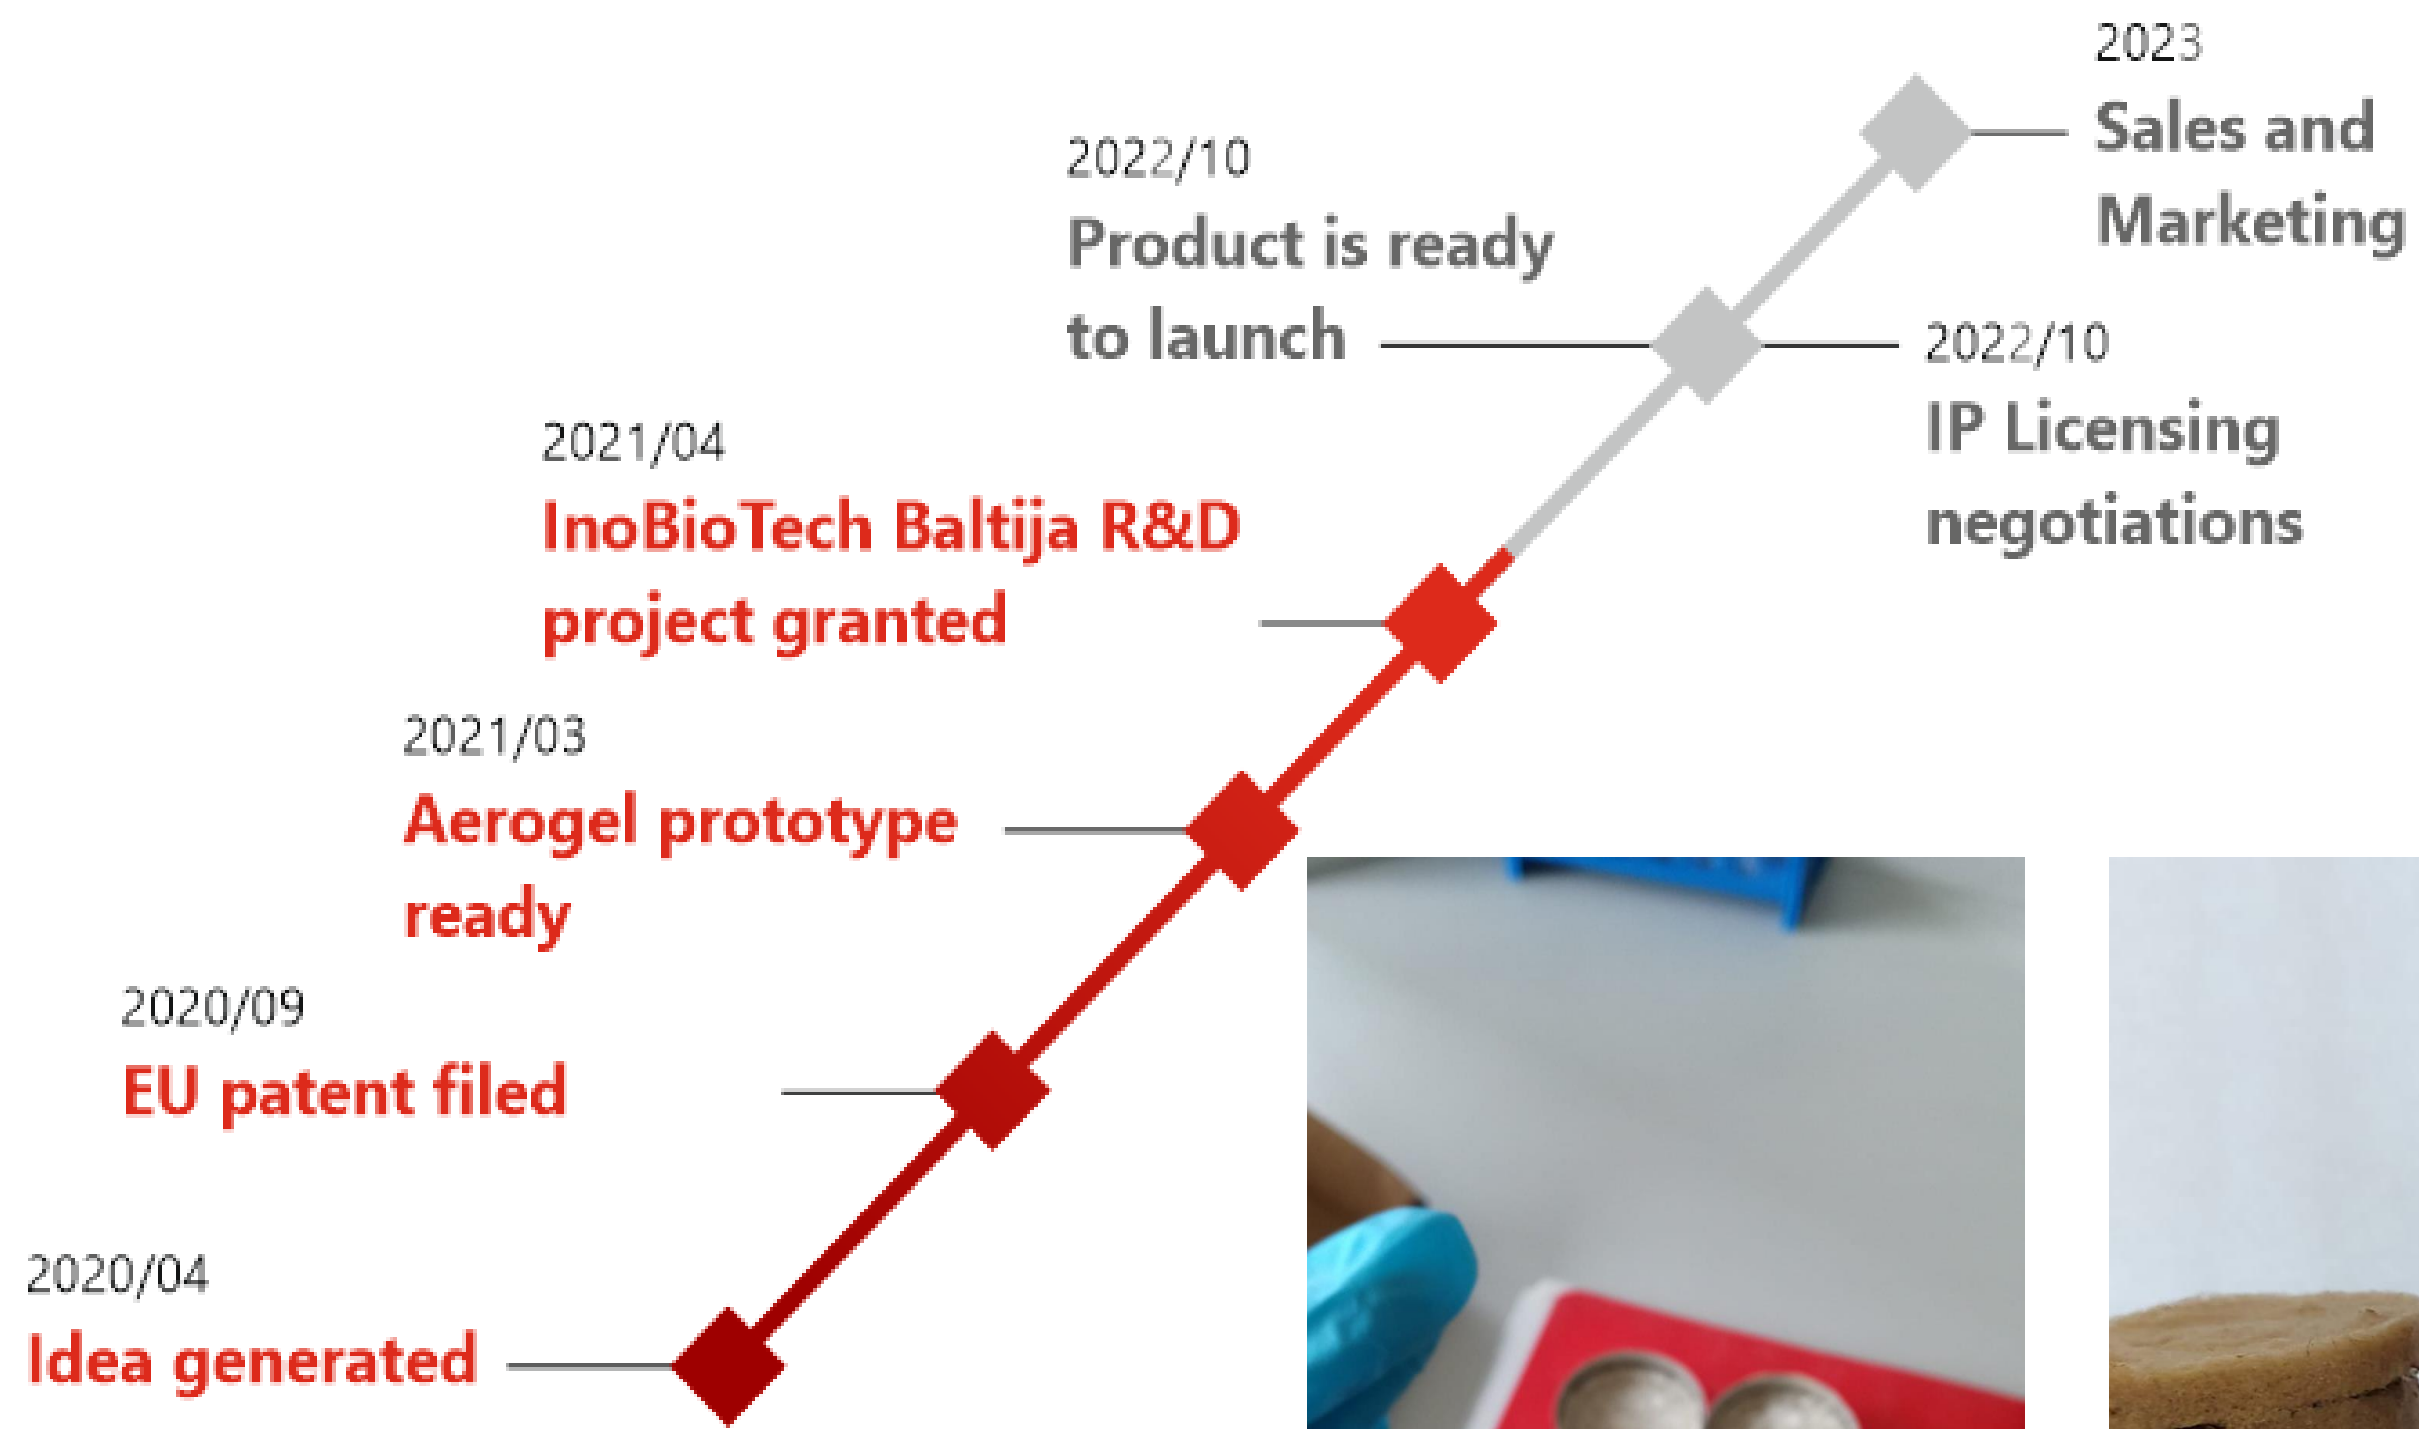 2023
Sales and
Marketing
2022/10
Product is ready
to launch
2022/10
IP Licensing
negotiations
2021/04
InoBioTech Baltija R&D
project granted
2021/03
Aerogel prototype
ready
2020/09
EU patent filed
2020/04
Idea generated